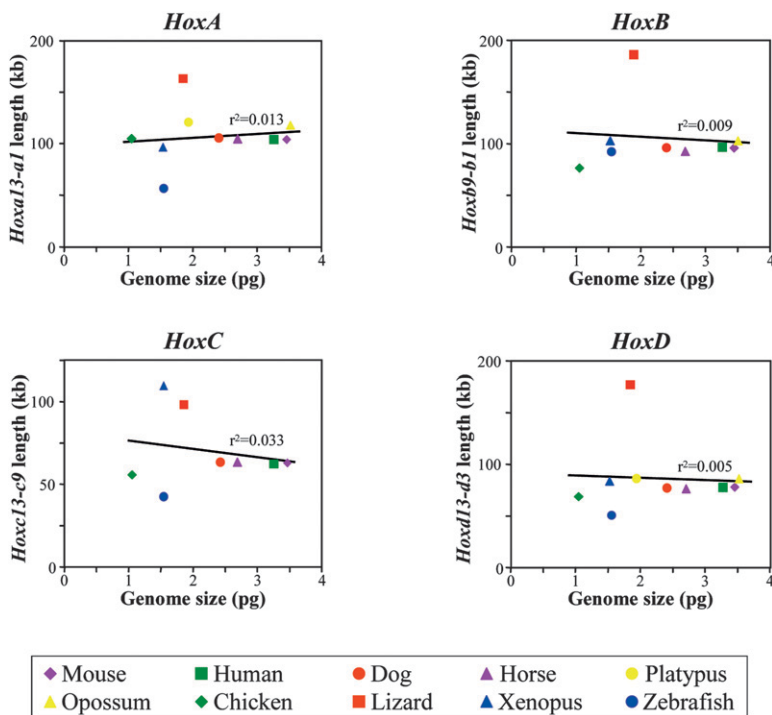 HoxA
200
100
0
Hoxa13-a1 length (kb)
r²=0.013
0 1 2 3 4
Genome size (pg)
HoxB
200
100
0
Hoxb9-b1 length (kb)
r²=0.009
0 1 2 3 4
Genome size (pg)
HoxC
100
50
0
Hoxc13-c9 length (kb)
r²=0.033
0 1 2 3 4
Genome size (pg)
HoxD
200
100
0
Hoxd13-d3 length (kb)
r²=0.005
0 1 2 3 4
Genome size (pg)
Mouse Human Dog Horse Platypus
Opossum Chicken Lizard Xenopus Zebrafish